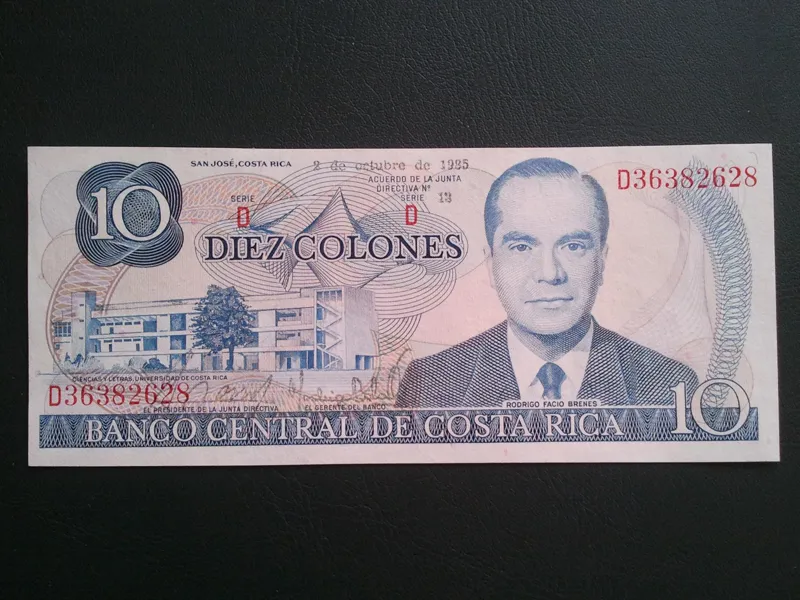 SAN JOSÉ, COSTA RICA
2 de octubre de 1985
ACUERDO DE LA JUNTA
DIRECTIVA Nº
SERIE 13
SERIE
D
D
D36382628
10
DIEZ COLONES
CIENCIAS Y LETRAS, UNIVERSIDAD DE COSTA RICA
D36382628
EL PRESIDENTE DE LA JUNTA DIRECTIVA
EL GERENTE DEL BANCO
RODRIGO FACIO BRENES
10
BANCO CENTRAL DE COSTA RICA